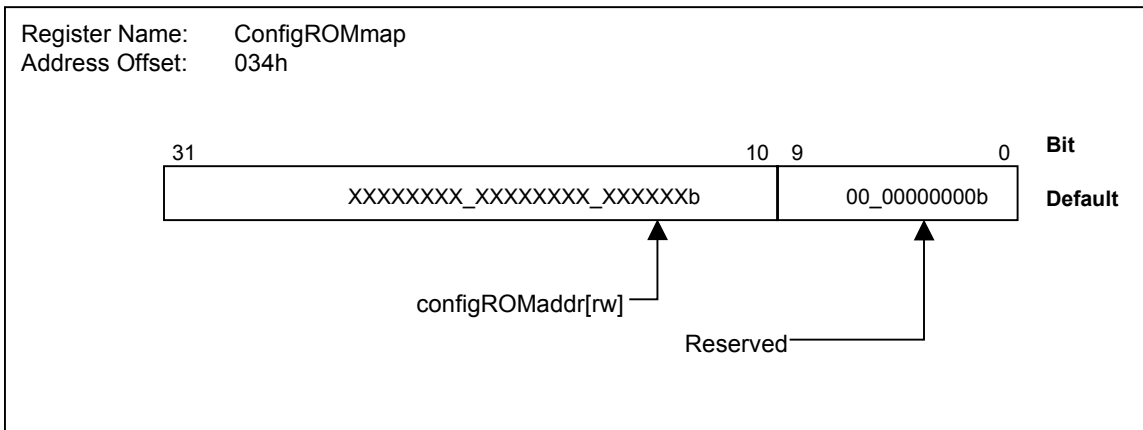 Register Name: ConfigROMmap
Address Offset: 034h
31 10 9 0 Bit
XXXXXXXX_XXXXXXXX_XXXXXXb 00_00000000b Default
configROMaddr[rw]
Reserved